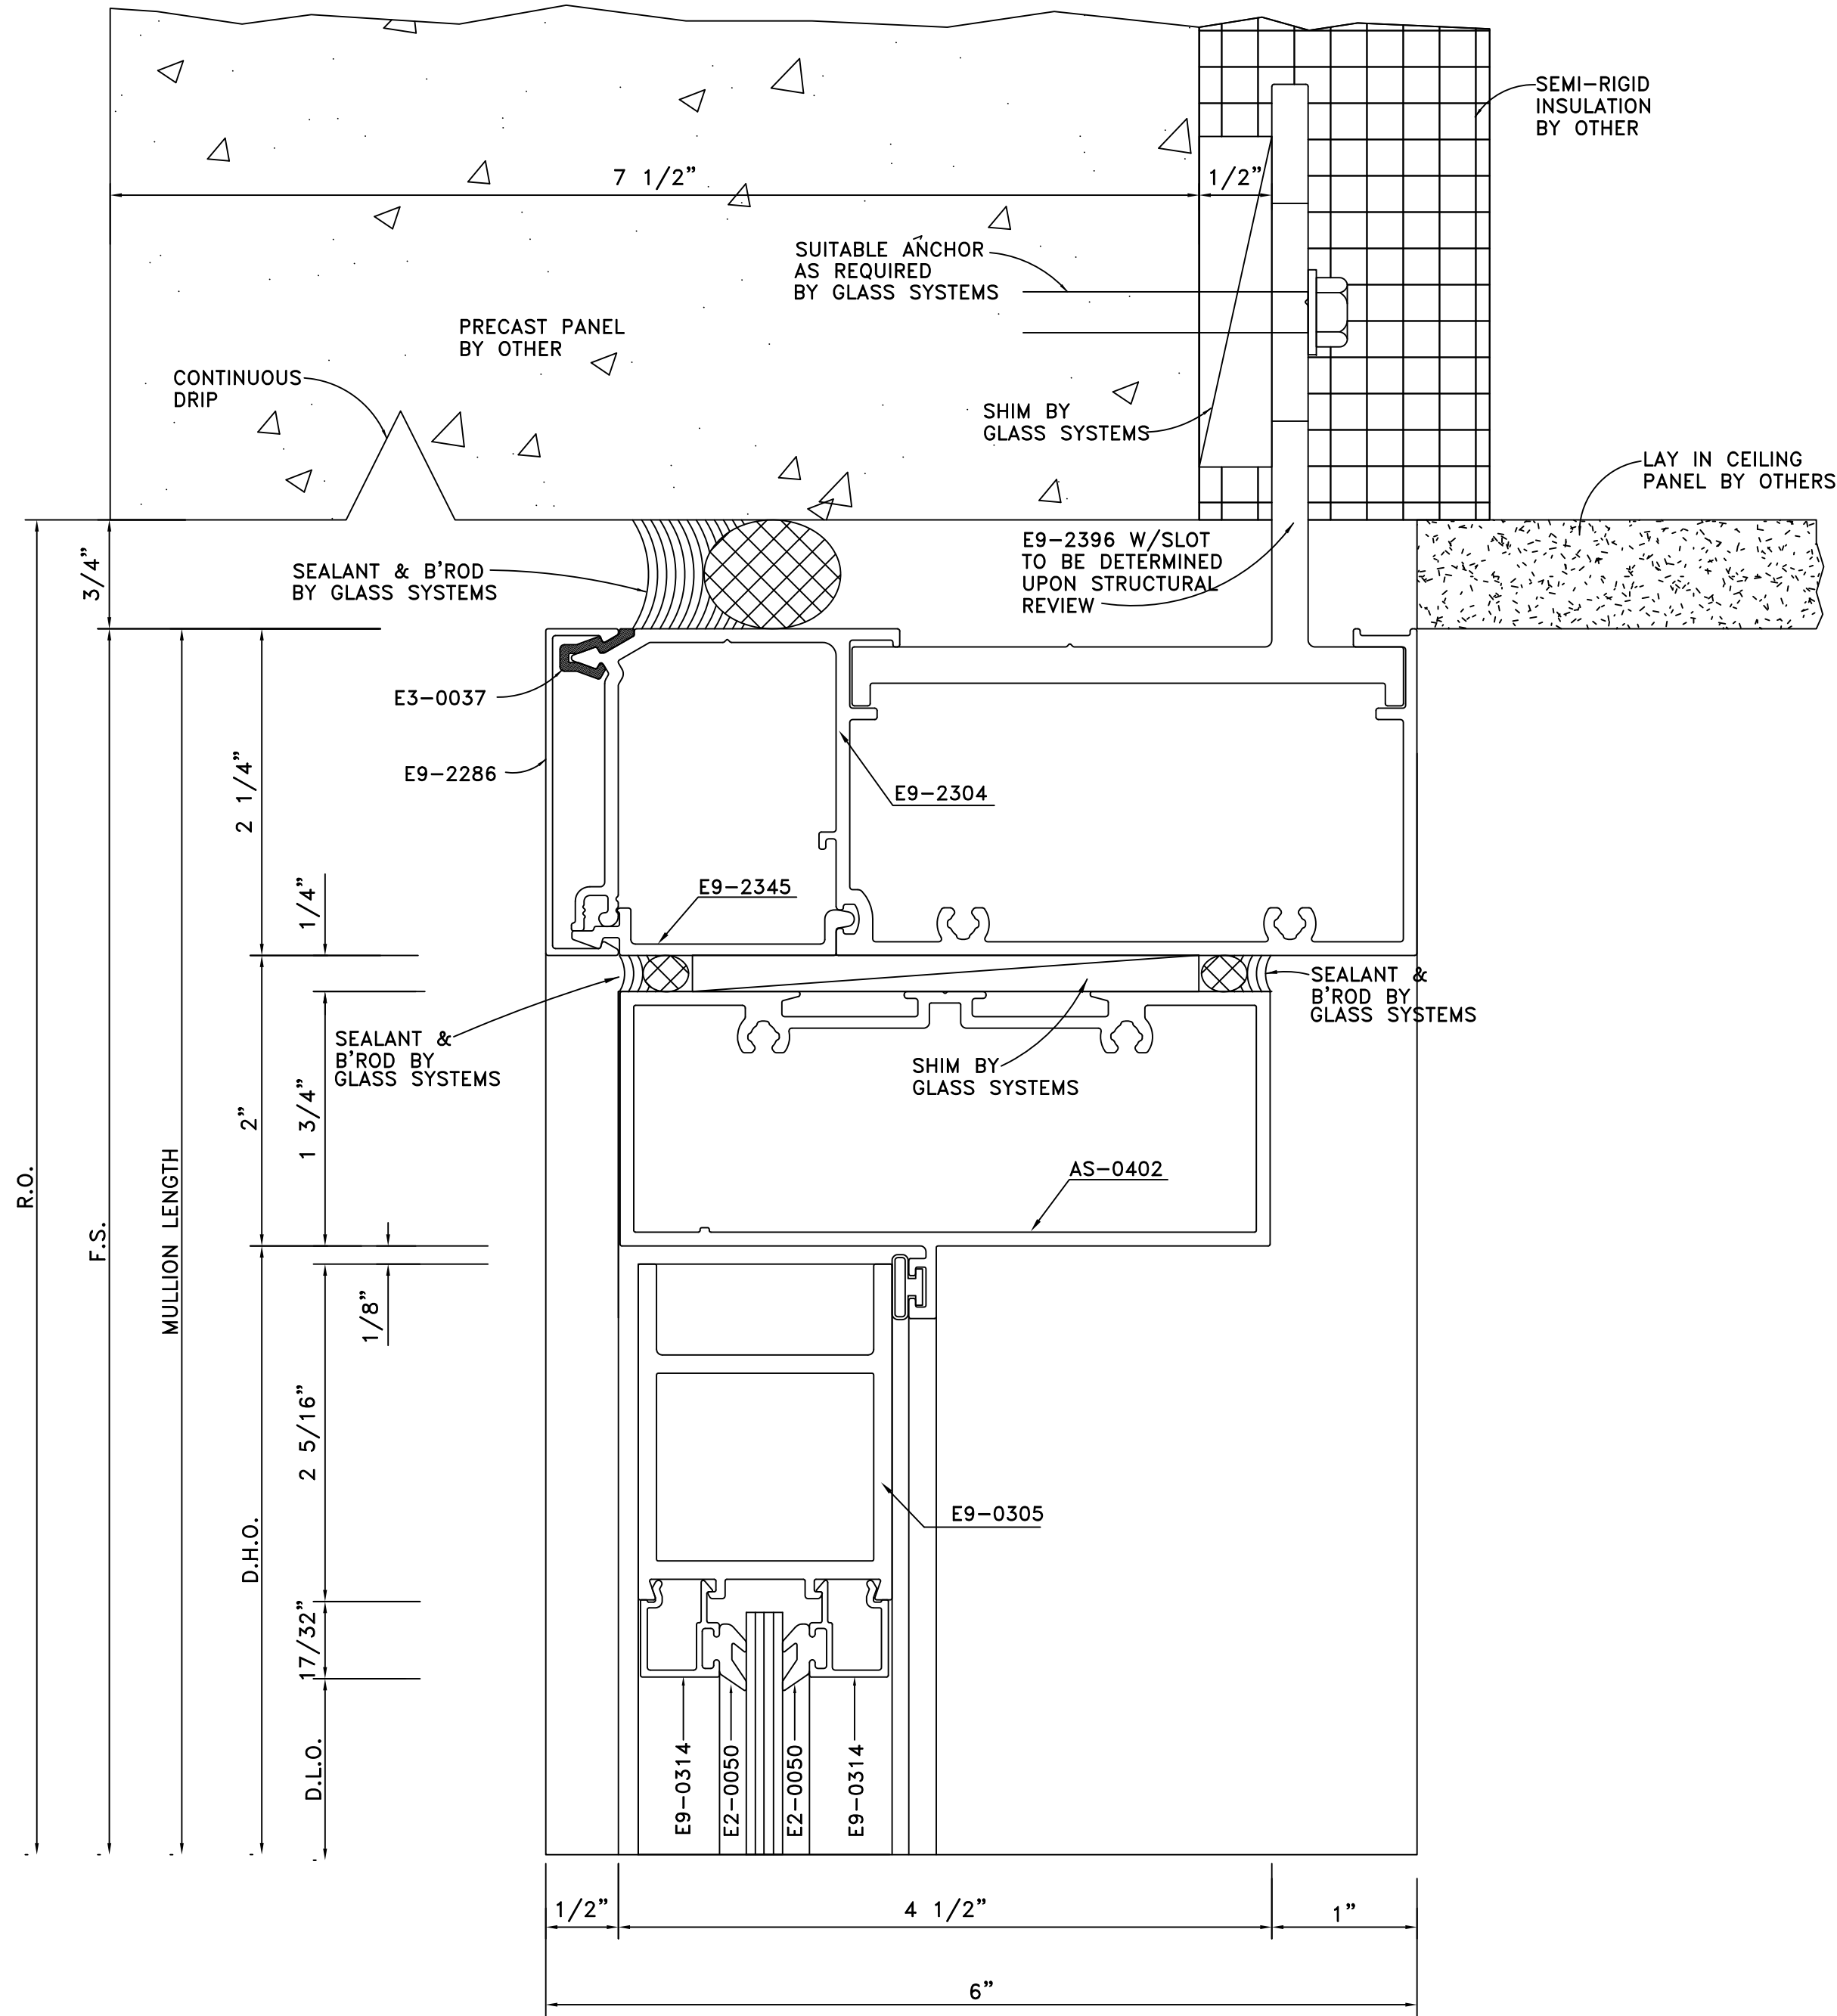 SEMI-RIGID
INSULATION
BY OTHER
7 1/2"
1/2"
SUITABLE ANCHOR
AS REQUIRED
BY GLASS SYSTEMS
PRECAST PANEL
BY OTHER
CONTINUOUS
DRIP
SHIM BY
GLASS SYSTEMS
LAY IN CEILING
PANEL BY OTHERS
3/4"
SEALANT & B'ROD
BY GLASS SYSTEMS
E9-2396 W/SLOT
TO BE DETERMINED
UPON STRUCTURAL
REVIEW
E3-0037
E9-2286
E9-2304
2 1/4"
E9-2345
1/4"
SEALANT &
B'ROD BY
GLASS SYSTEMS
SEALANT &
B'ROD BY
GLASS SYSTEMS
SHIM BY
GLASS SYSTEMS
2"
1 3/4"
AS-0402
R.O.
F.S.
MULLION LENGTH
1/8"
2 5/16"
E9-0305
D.H.O.
17/32"
D.L.O.
E9-0314
E2-0050
E2-0050
E9-0314
1/2"
4 1/2"
1"
6"